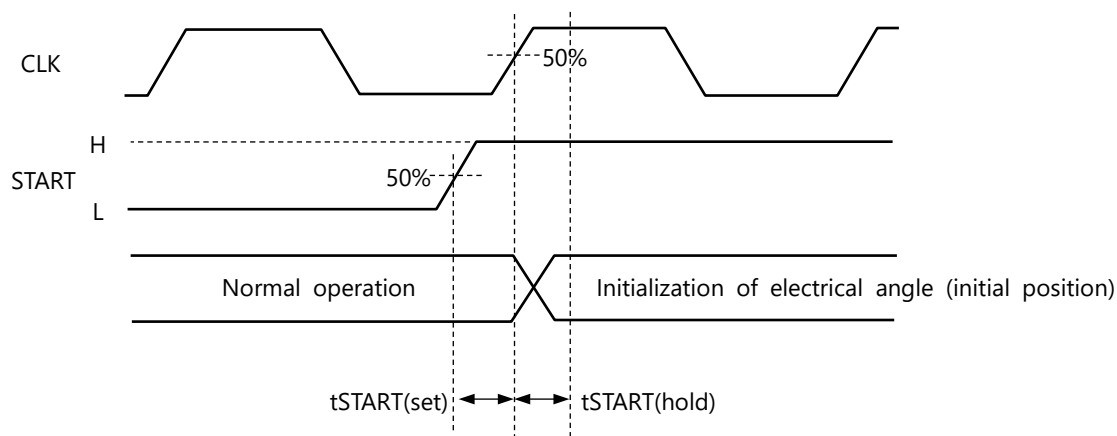 CLK
50%
H
START
50%
L
Normal operation
Initialization of electrical angle (initial position)
tSTART(set)
tSTART(hold)